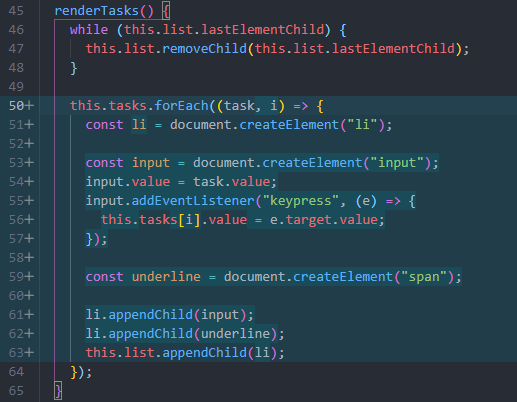 45 renderTasks() {
46 while (this.list.lastElementChild) {
47 this.list.removeChild(this.list.lastElementChild);
48 }
49
50+ this.tasks.forEach((task, i) => {
51+ const li = document.createElement("li");
52+
53+ const input = document.createElement("input");
54+ input.value = task.value;
55+ input.addEventListener("keypress", (e) => {
56+ this.tasks[i].value = e.target.value;
57+ });
58+
59+ const underline = document.createElement("span");
60+
61+ li.appendChild(input);
62+ li.appendChild(underline);
63+ this.list.appendChild(li);
64 });
65 }